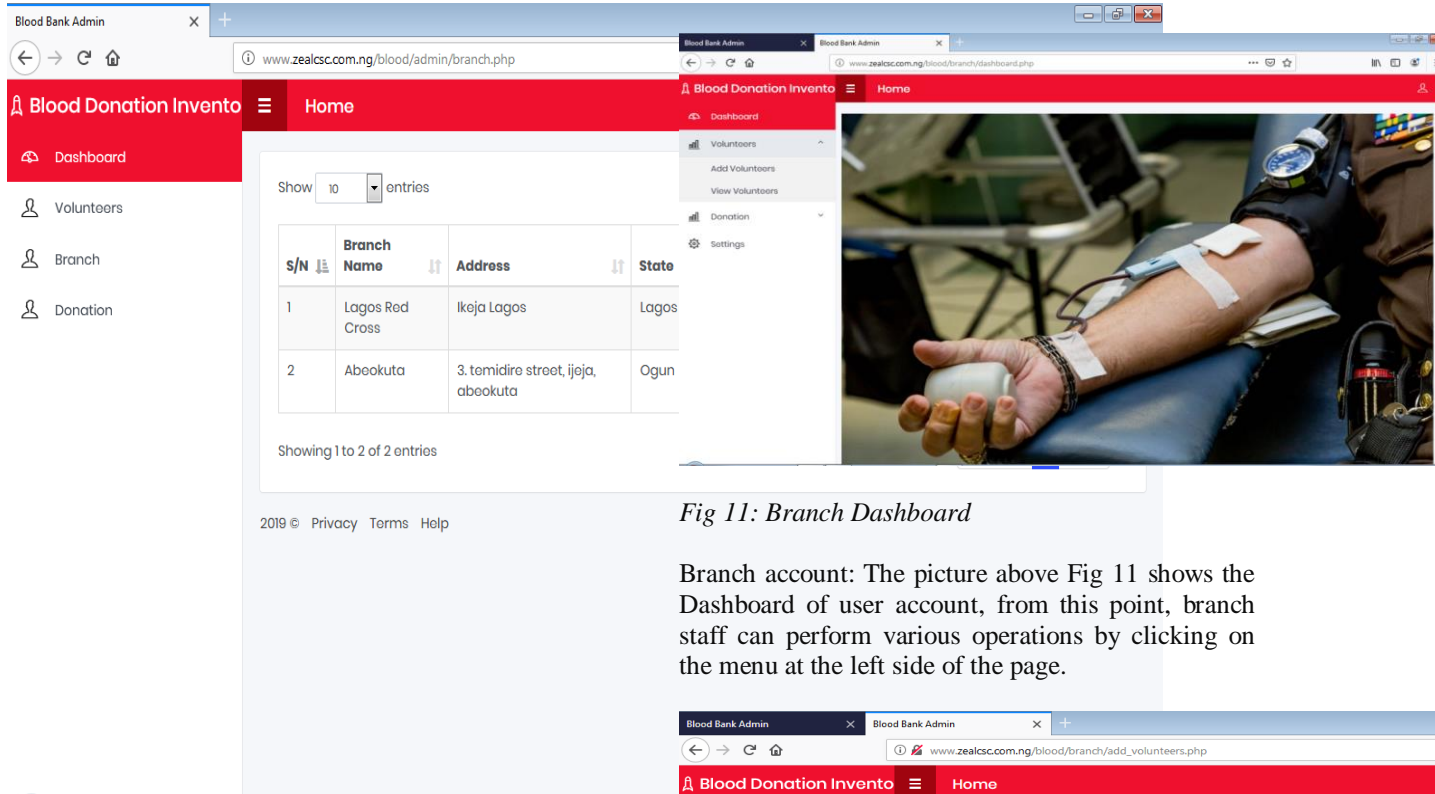 Blood Bank Admin
www.zealcsc.com.ng/blood/admin/branch.php
Blood Donation Invento
Home
Dashboard
Volunteers
Branch
Donation
Show 10 entries
S/N Branch Name Address State
1 Lagos Red Cross Ikeja Lagos Lagos
2 Abeokuta 3. temidire street, ijeja, abeokuta Ogun
Showing 1 to 2 of 2 entries
2019 © Privacy Terms Help
Blood Bank Admin Blood Bank Admin
www.zealcsc.com.ng/blood/branch/dashboard.php
Blood Donation Invento
Home
Dashboard
Volunteers
Add Volunteers
View Volunteers
Donation
Settings
Fig 11: Branch Dashboard
Branch account: The picture above Fig 11 shows the
Dashboard of user account, from this point, branch
staff can perform various operations by clicking on
the menu at the left side of the page.
Blood Bank Admin Blood Bank Admin
www.zealcsc.com.ng/blood/branch/add_volunteers.php
Blood Donation Invento
Home